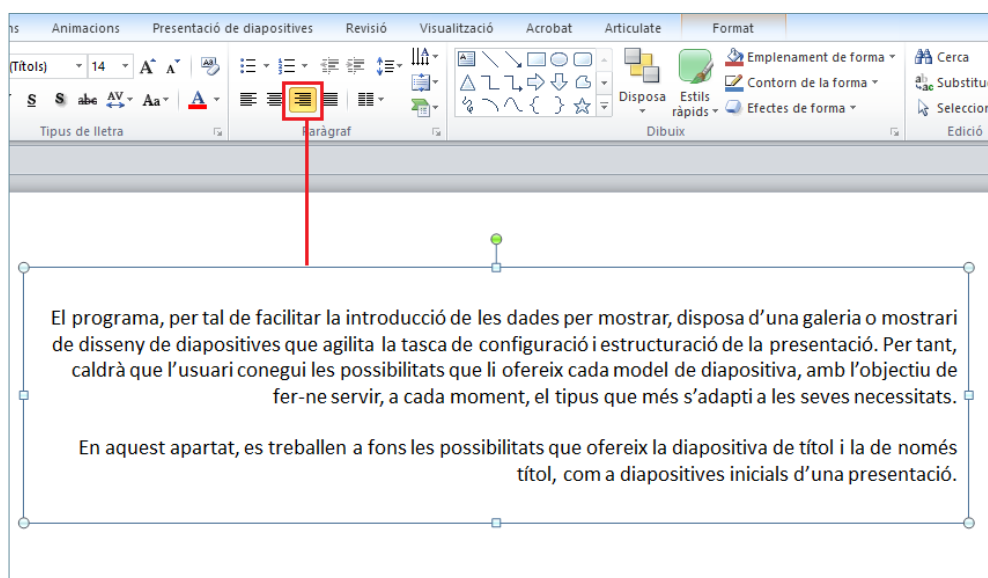 ns Animacions Presentació de diapositives Revisió Visualització Acrobat Articulate Format
(Títols) 14 A A Emplenament de forma Cerca
S S abc AV Aa A Disposa Estils ràpids Contorn de la forma Substitu
Efectes de forma Seleccior
Tipus de lletra Paràgraf Dibuix Edició
El programa, per tal de facilitar la introducció de les dades per mostrar, disposa d’una galeria o mostrari
de disseny de diapositives que agilita la tasca de configuració i estructuració de la presentació. Per tant,
caldrà que l’usuari conegui les possibilitats que li ofereix cada model de diapositiva, amb l’objectiu de
fer-ne servir, a cada moment, el tipus que més s’adapti a les seves necessitats.
En aquest apartat, es treballen a fons les possibilitats que ofereix la diapositiva de títol i la de només
títol, com a diapositives inicials d’una presentació.